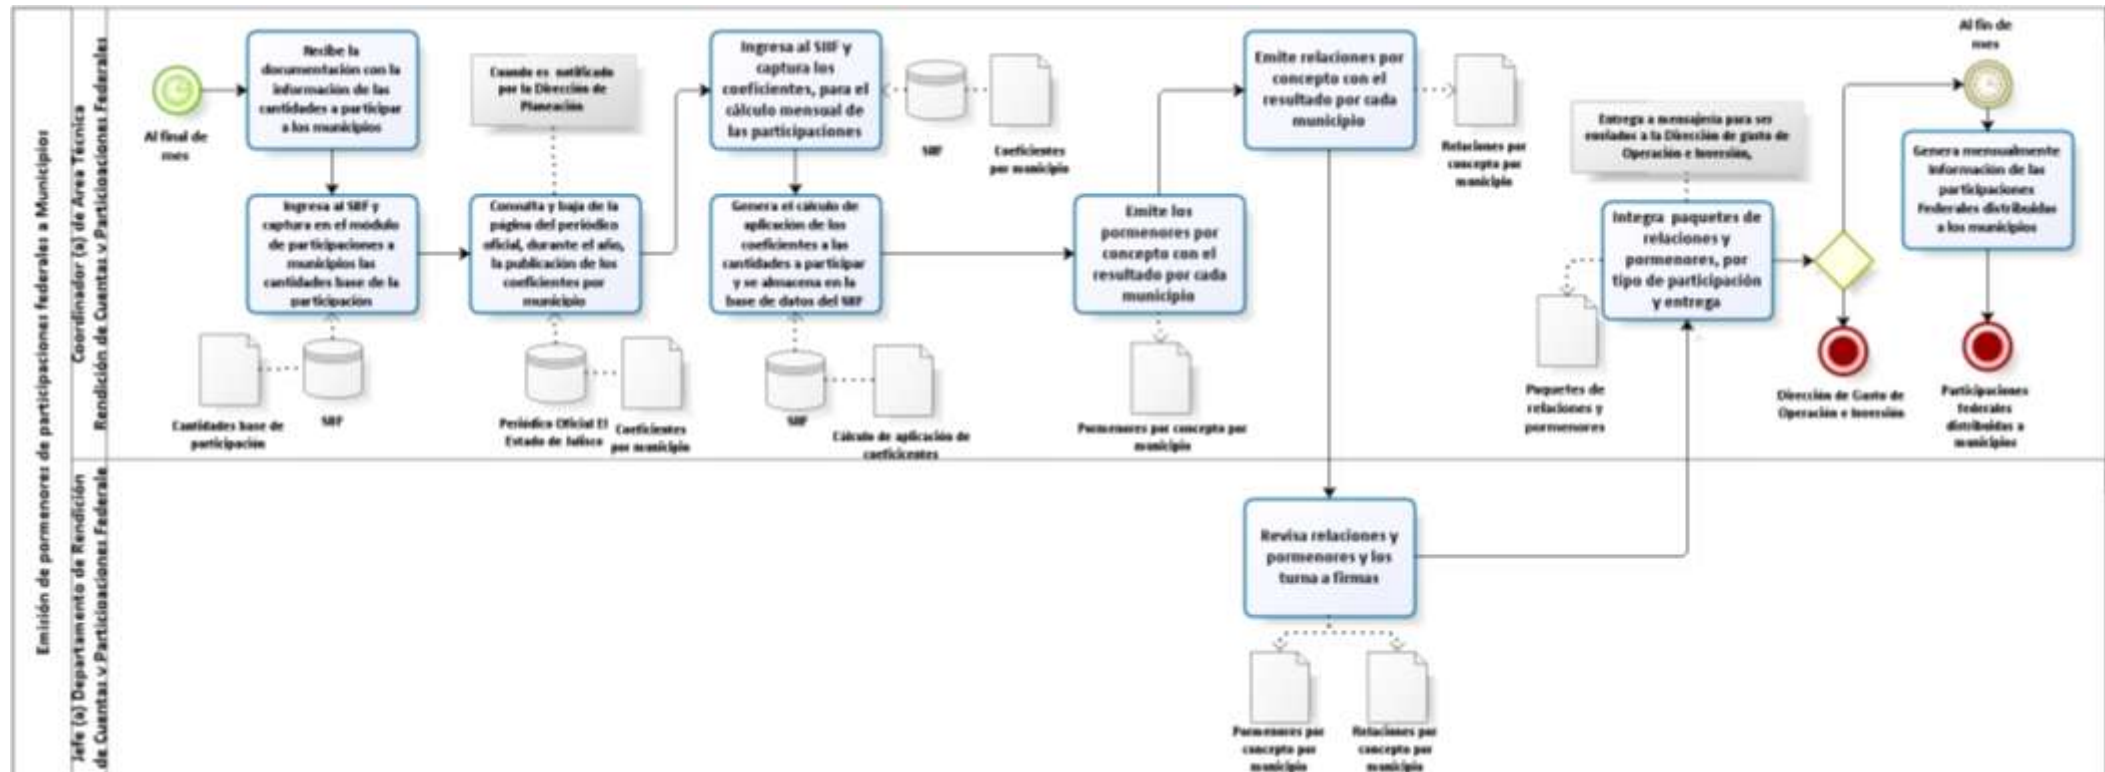 Emisión de pormenores de participaciones federales a Municipios
Coordinador (a) de Area Técnica
Rendición de Cuentas y Participaciones Federales
Al final de
mes
Recibe la
documentación con la
información de las
cantidades a participar
a los municipios
Ingresa al SIIF y
captura en el módulo
de participaciones a
municipios las
cantidades base de la
participación
Cantidades base de
participación
SIIF
Cuando es notificado
por la Dirección de
Planeación
Consulta y baja de la
página del periódico
oficial, durante el año,
la publicación de los
coeficientes por
municipio
Periódico Oficial El
Estado de Jalisco
Coeficientes
por municipio
Ingresa al SIIF y
captura los
coeficientes, para el
cálculo mensual de
las participaciones
SIIF
Coeficientes
por municipio
Genera el cálculo de
aplicación de los
coeficientes a las
cantidades a participar
y se almacena en la
base de datos del SIIF
SIIF
Cálculo de aplicación de
coeficicentes
Emite los
pormenores por
concepto con el
resultado por cada
municipio
Pormenores por concepto por
municipio
Emite relaciones por
concepto con el
resultado por cada
municipio
Relaciones por
concepto por
municipio
Entrega a mensajería para ser
enviados a la Dirección de gasto de
Operación e Inversión,
Integra paquetes de
relaciones y
pormenores, por
tipo de participación
y entrega
Paquetes de
relaciones y
pormenores
Dirección de Gasto de
Operación e Inversión
Al fin de
mes
Genera mensualmente
información de las
participaciones
Federales distribuidas
a los municipios
Participaciones
federales
distribuidas a
municipios
Jefe (a) Departamento de Rendición
de Cuentas y Participaciones Federale
Revisa relaciones y
pormenores y los
turna a firmas
Pormenores por
concepto por
municipio
Relaciones por
concepto por
municipio